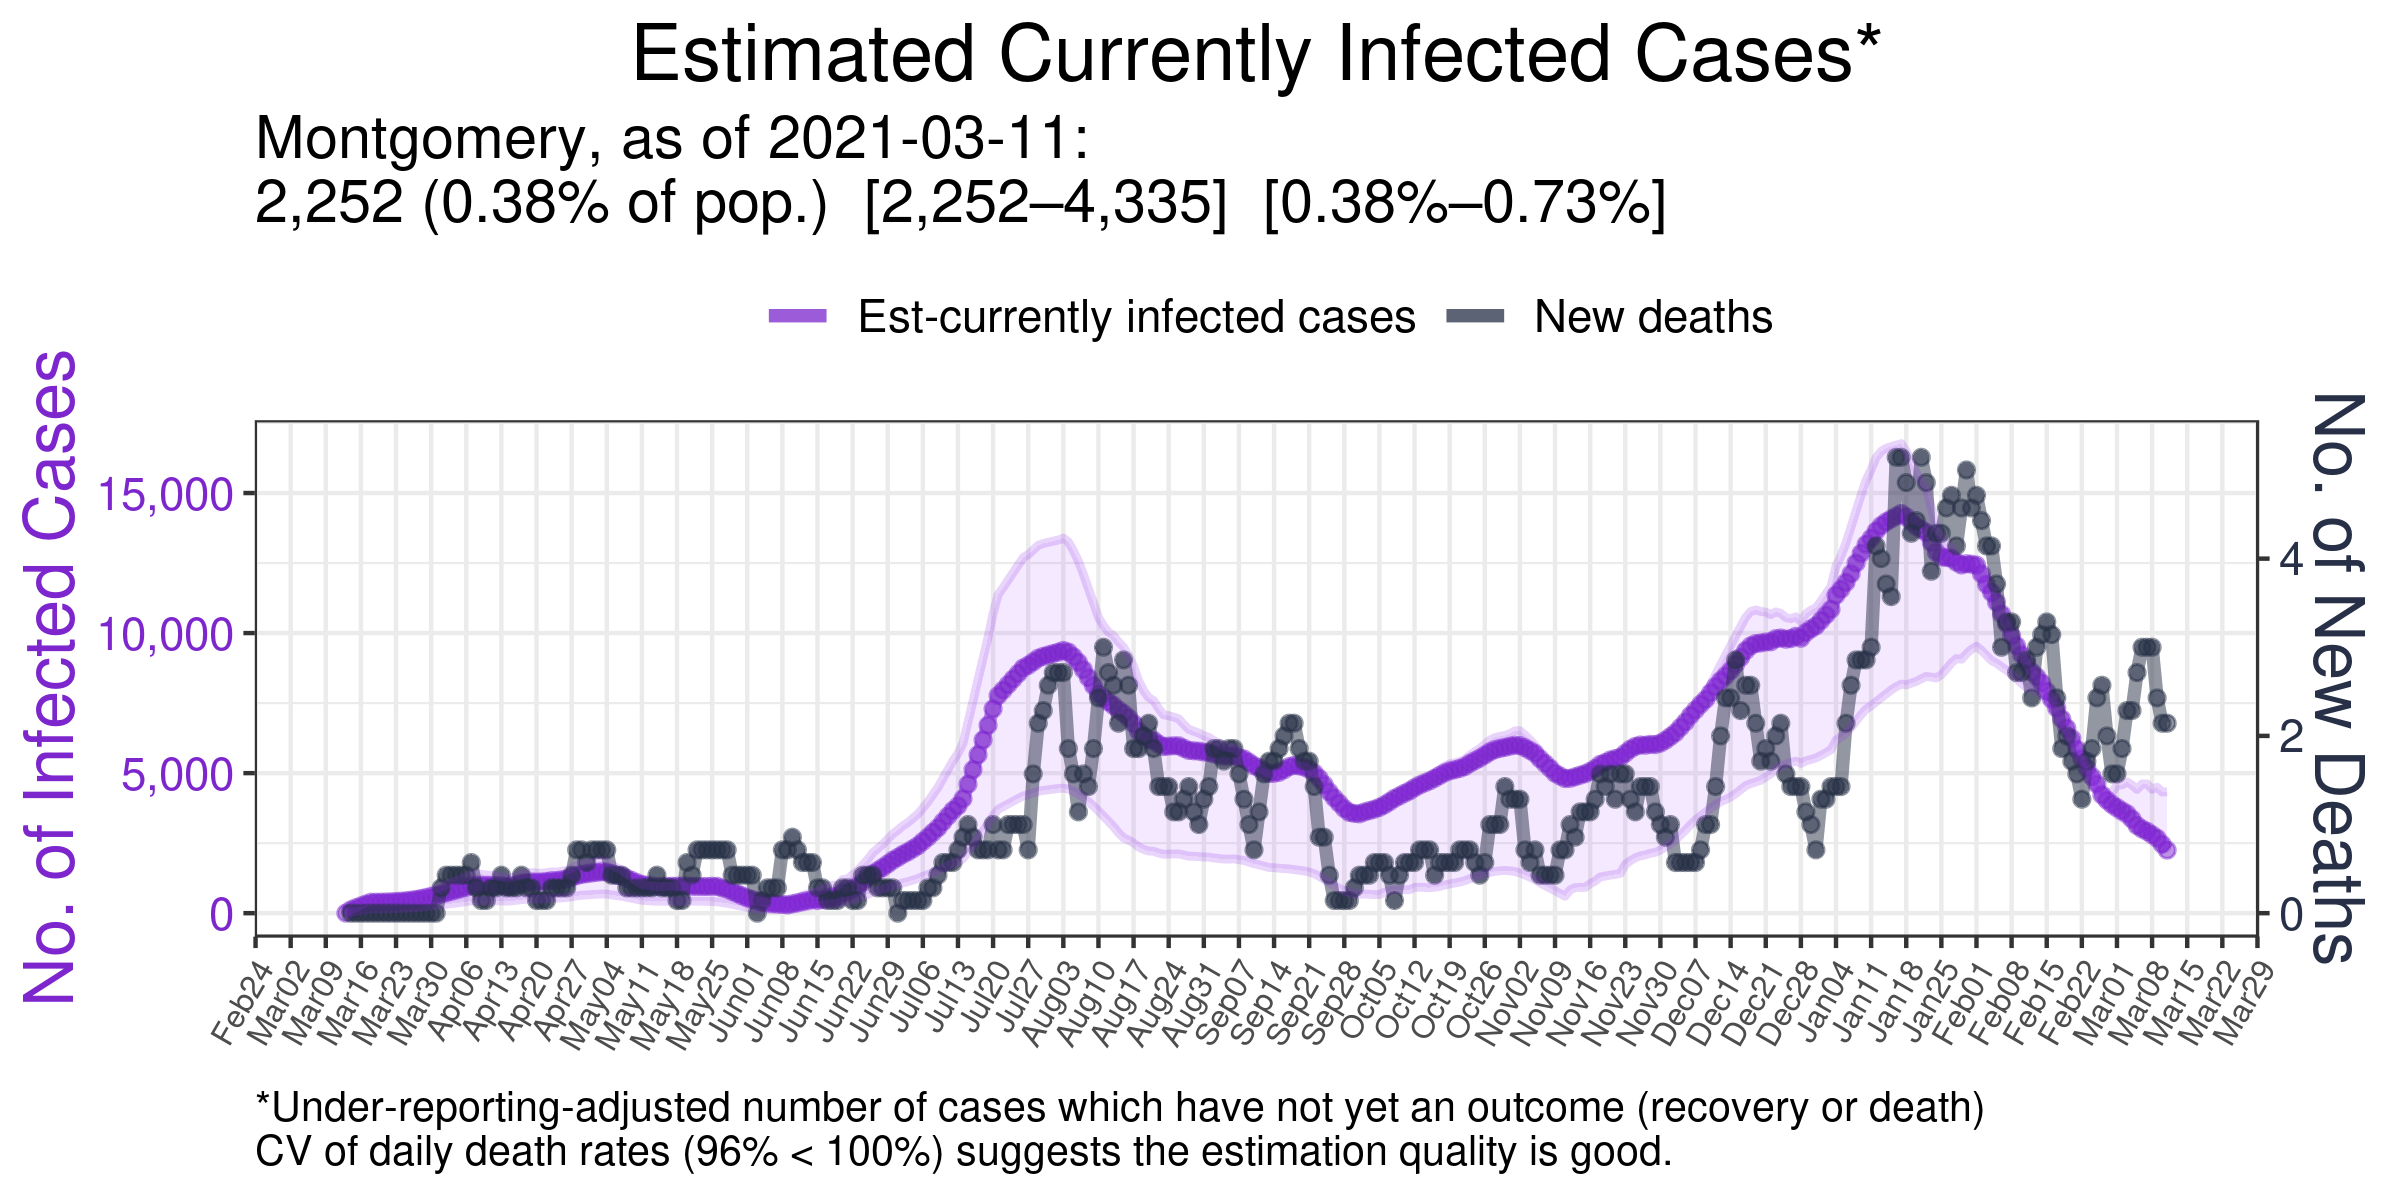 Estimated Currently Infected Cases*
Montgomery, as of 2021-03-11:
2,252 (0.38% of pop.)  [2,252–4,335]  [0.38%–0.73%]
Est-currently infected cases
New deaths
No. of Infected Cases
15,000
10,000
5,000
0
4
2
0
No. of New Deaths
Feb24
Mar02
Mar09
Mar16
Mar23
Mar30
Apr06
Apr13
Apr20
Apr27
May04
May11
May18
May25
Jun01
Jun08
Jun15
Jun22
Jun29
Jul06
Jul13
Jul20
Jul27
Aug03
Aug10
Aug17
Aug24
Aug31
Sep07
Sep14
Sep21
Sep28
Oct05
Oct12
Oct19
Oct26
Nov02
Nov09
Nov16
Nov23
Nov30
Dec07
Dec14
Dec21
Dec28
Jan04
Jan11
Jan18
Jan25
Feb01
Feb08
Feb15
Feb22
Mar01
Mar08
Mar15
Mar22
Mar29
*Under-reporting-adjusted number of cases which have not yet an outcome (recovery or death)
CV of daily death rates (96% < 100%) suggests the estimation quality is good.